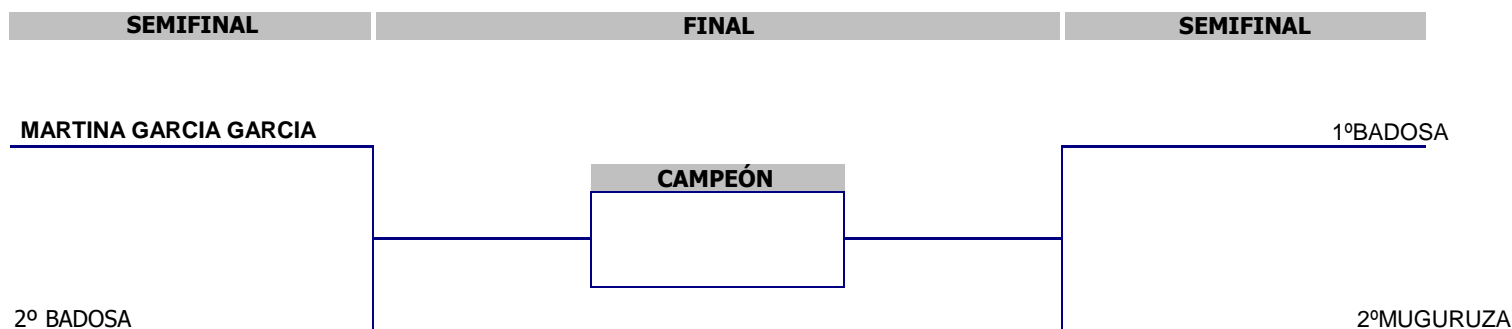 SEMIFINAL FINAL SEMIFINAL
MARTINA GARCIA GARCIA 1ºBADOSA
CAMPEÓN
2º BADOSA 2ºMUGURUZA